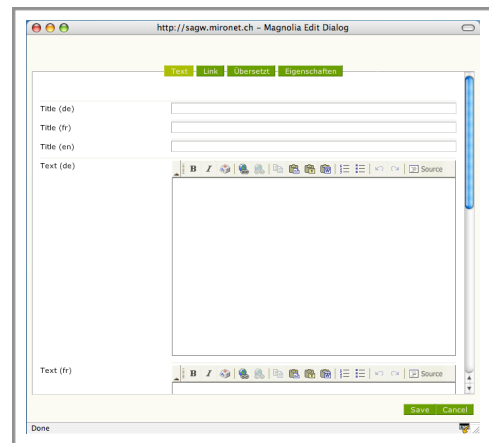 http://sagw.mironet.ch – Magnolia Edit Dialog
Text Link Übersetzt Eigenschaften
Title (de)
Title (fr)
Title (en)
Text (de)
B I Source
Text (fr)
B I Source
Save Cancel
Done